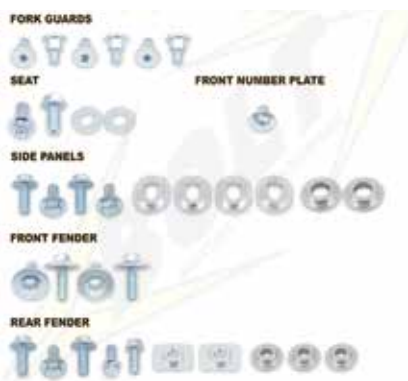 FORK GUARDS
SEAT
FRONT NUMBER PLATE
SIDE PANELS
FRONT FENDER
REAR FENDER